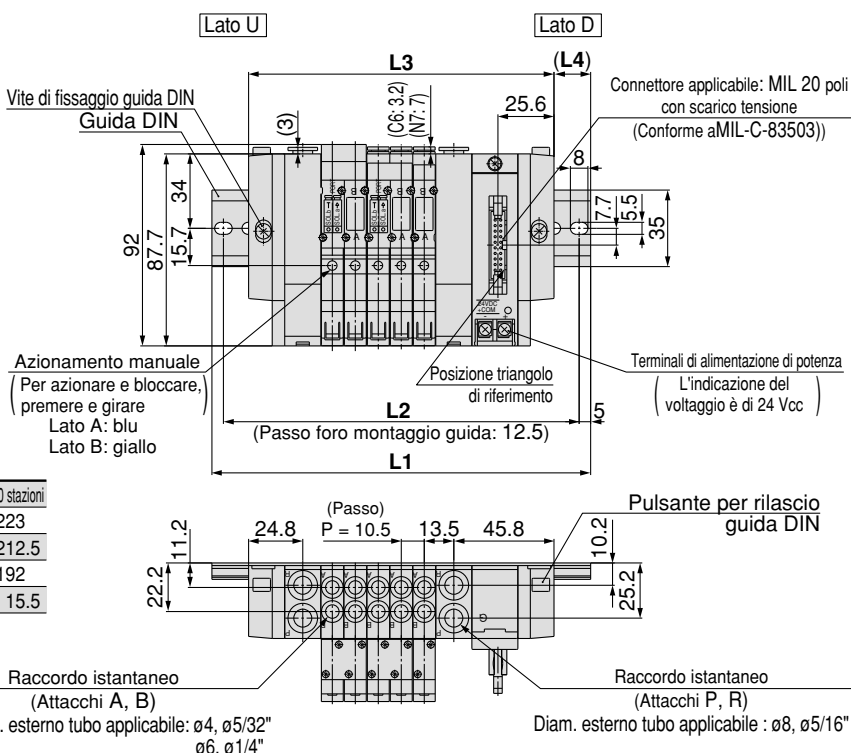 Lato U
Lato D
L3
(L4)
Vite di fissaggio guida DIN
Guida DIN
(3)
(C6: 3.2)
(N7: 7)
25.6
Connettore applicabile: MIL 20 poli
con scarico tensione
(Conforme aMIL-C-83503))
8
7.7
5.5
35
92
87.7
34
15.7
24VDC
+COM
- +
Azionamento manuale
(Per azionare e bloccare,
premere e girare)
Lato A: blu
Lato B: giallo
Posizione triangolo
di riferimento
Terminali di alimentazione di potenza
(L'indicazione del
voltaggio è di 24 Vcc)
L2
5
(Passo foro montaggio guida: 12.5)
L1
0 stazioni
223
212.5
192
15.5
11.2
22.2
24.8
(Passo)
P = 10.5
13.5
45.8
Pulsante per rilascio
guida DIN
10.2
25.2
Raccordo istantaneo
(Attacchi A, B)
. esterno tubo applicabile: ø4, ø5/32"
ø6, ø1/4"
Raccordo istantaneo
(Attacchi P, R)
Diam. esterno tubo applicabile : ø8, ø5/16"